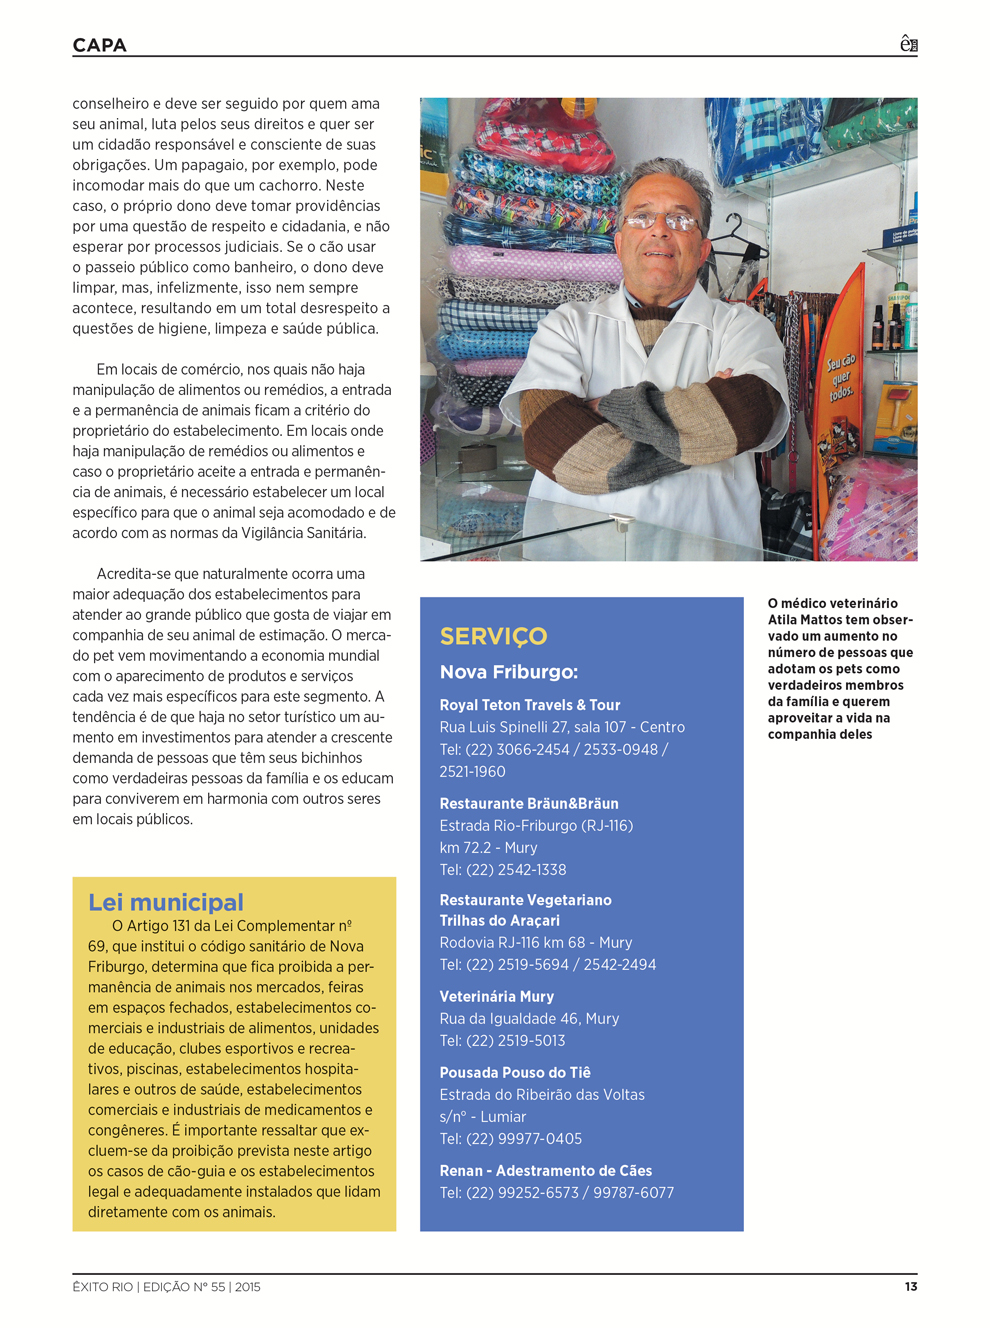 CAPA
ê
conselheiro e deve ser seguido por quem ama
seu animal, luta pelos seus direitos e quer ser
um cidadão responsável e consciente de suas
obrigações. Um papagaio, por exemplo, pode
incomodar mais do que um cachorro. Neste
caso, o próprio dono deve tomar providências
por uma questão de respeito e cidadania, e não
esperar por processos judiciais. Se o cão usar
o passeio público como banheiro, o dono deve
limpar, mas, infelizmente, isso nem sempre
acontece, resultando em um total desrespeito a
questões de higiene, limpeza e saúde pública.
Em locais de comércio, nos quais não haja
manipulação de alimentos ou remédios, a entrada
e a permanência de animais ficam a critério do
proprietário do estabelecimento. Em locais onde
haja manipulação de remédios ou alimentos e
caso o proprietário aceite a entrada e permanên-
cia de animais, é necessário estabelecer um local
específico para que o animal seja acomodado e de
acordo com as normas da Vigilância Sanitária.
Acredita-se que naturalmente ocorra uma
maior adequação dos estabelecimentos para
atender ao grande público que gosta de viajar em
companhia de seu animal de estimação. O merca-
do pet vem movimentando a economia mundial
com o aparecimento de produtos e serviços
cada vez mais específicos para este segmento. A
tendência é de que haja no setor turístico um au-
mento em investimentos para atender a crescente
demanda de pessoas que têm seus bichinhos
como verdadeiras pessoas da família e os educam
para conviverem em harmonia com outros seres
em locais públicos.
Lei municipal
O Artigo 131 da Lei Complementar nº
69, que institui o código sanitário de Nova
Friburgo, determina que fica proibida a per-
manência de animais nos mercados, feiras
em espaços fechados, estabelecimentos co-
merciais e industriais de alimentos, unidades
de educação, clubes esportivos e recrea-
tivos, piscinas, estabelecimentos hospita-
lares e outros de saúde, estabelecimentos
comerciais e industriais de medicamentos e
congêneres. É importante ressaltar que ex-
cluem-se da proibição prevista neste artigo
os casos de cão-guia e os estabelecimentos
legal e adequadamente instalados que lidam
diretamente com os animais.
Seu cão
quer
todos.
SERVIÇO
Nova Friburgo:
Royal Teton Travels & Tour
Rua Luis Spinelli 27, sala 107 - Centro
Tel: (22) 3066-2454 / 2533-0948 /
2521-1960
Restaurante Bräun&Bräun
Estrada Rio-Friburgo (RJ-116)
km 72.2 - Mury
Tel: (22) 2542-1338
Restaurante Vegetariano
Trilhas do Araçari
Rodovia RJ-116 km 68 - Mury
Tel: (22) 2519-5694 / 2542-2494
Veterinária Mury
Rua da Igualdade 46, Mury
Tel: (22) 2519-5013
Pousada Pouso do Tiê
Estrada do Ribeirão das Voltas
s/nº - Lumiar
Tel: (22) 99977-0405
Renan - Adestramento de Cães
Tel: (22) 99252-6573 / 99787-6077
O médico veterinário
Atila Mattos tem obser-
vado um aumento no
número de pessoas que
adotam os pets como
verdadeiros membros
da família e querem
aproveitar a vida na
companhia deles
ÊXITO RIO | EDIÇÃO Nº 55 | 2015
13